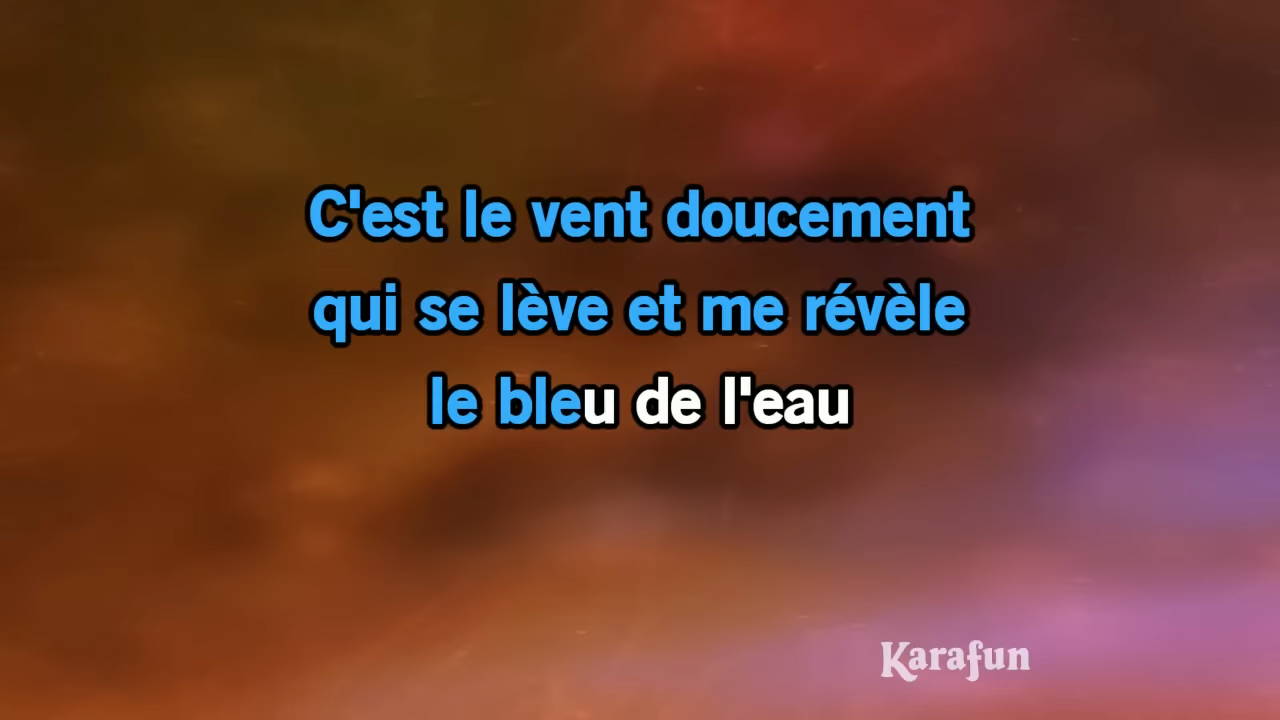 C'est le vent doucement
qui se lève et me révèle
le bleu de l'eau
Karafun